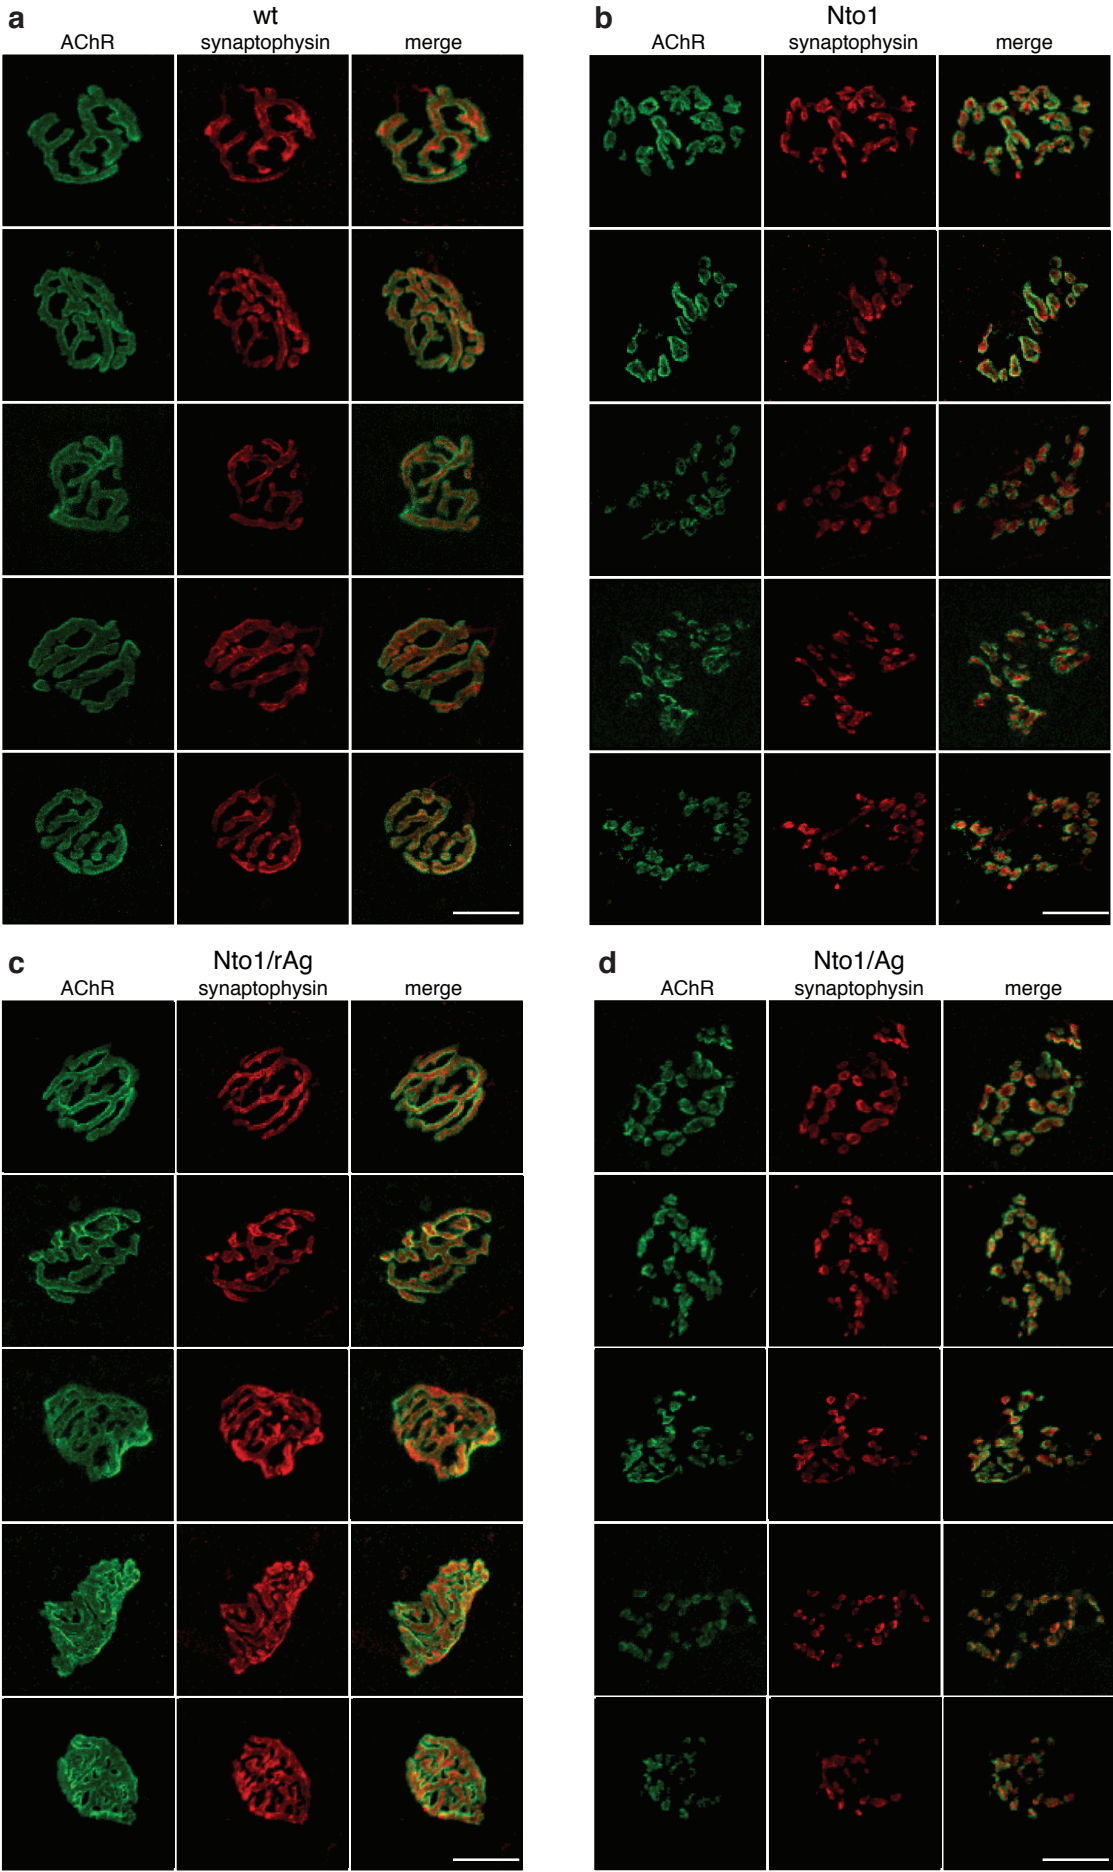 a wt
AChR synaptophysin merge
b Nto1
AChR synaptophysin merge
c Nto1/rAg
AChR synaptophysin merge
d Nto1/Ag
AChR synaptophysin merge